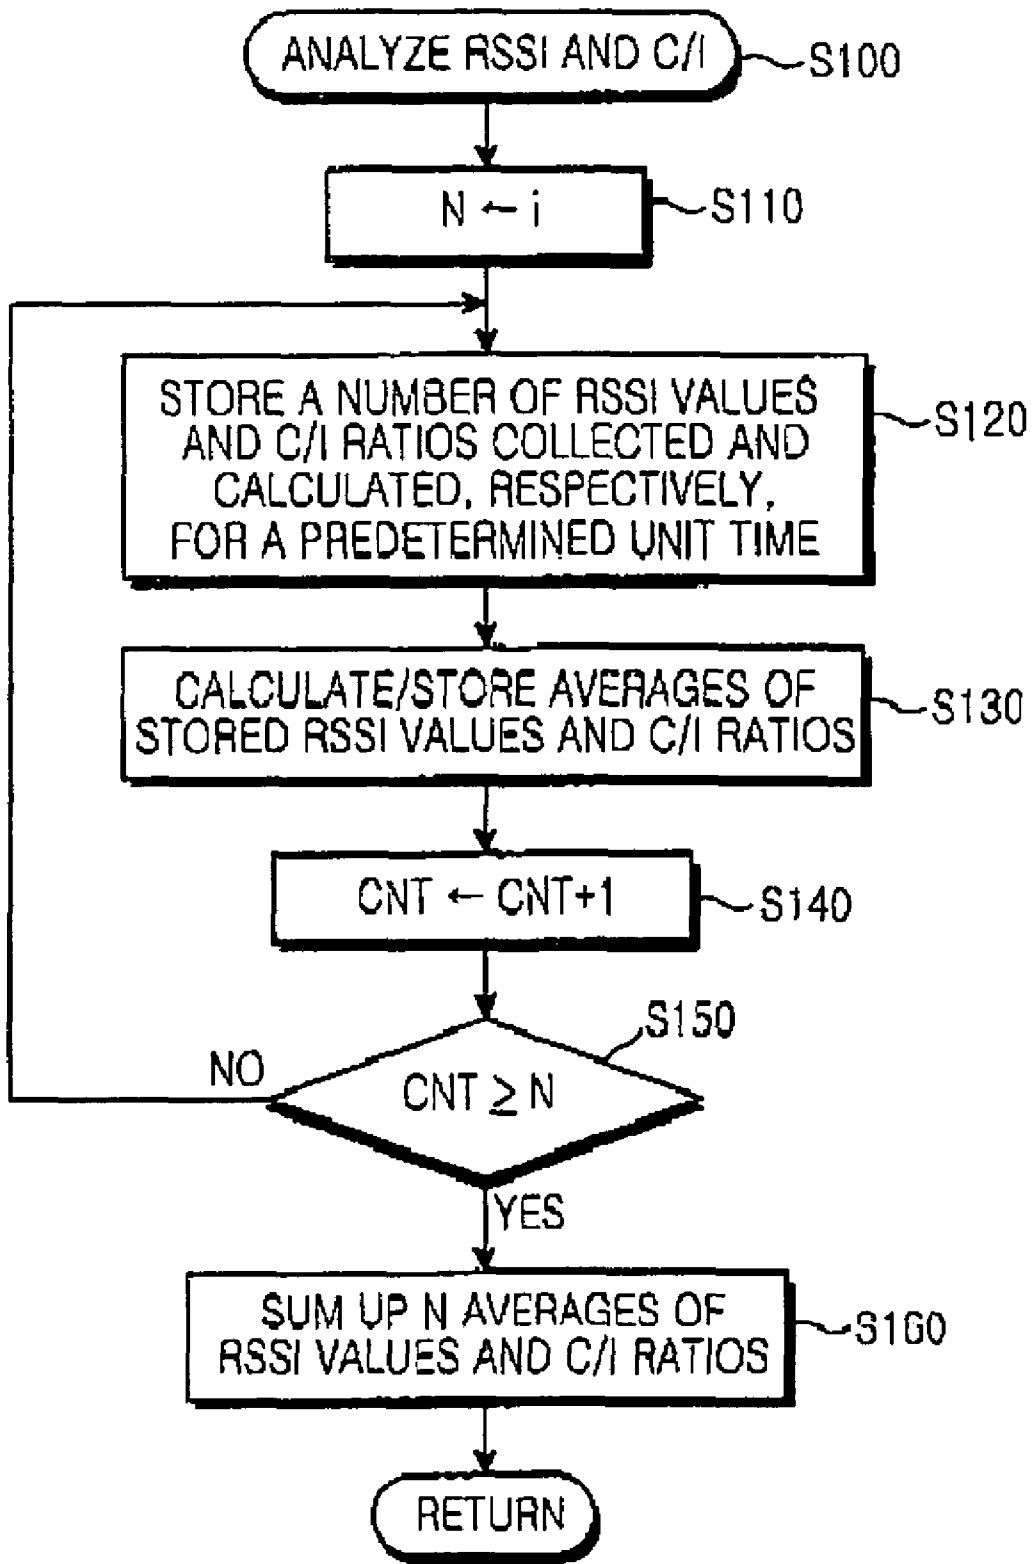 ANALYZE RSSI AND C/I
S100
N ← i
S110
STORE A NUMBER OF RSSI VALUES
AND C/I RATIOS COLLECTED AND
CALCULATED, RESPECTIVELY,
FOR A PREDETERMINED UNIT TIME
S120
CALCULATE/STORE AVERAGES OF
STORED RSSI VALUES AND C/I RATIOS
S130
CNT ← CNT+1
S140
S150
CNT ≥ N
NO
YES
SUM UP N AVERAGES OF
RSSI VALUES AND C/I RATIOS
S160
RETURN